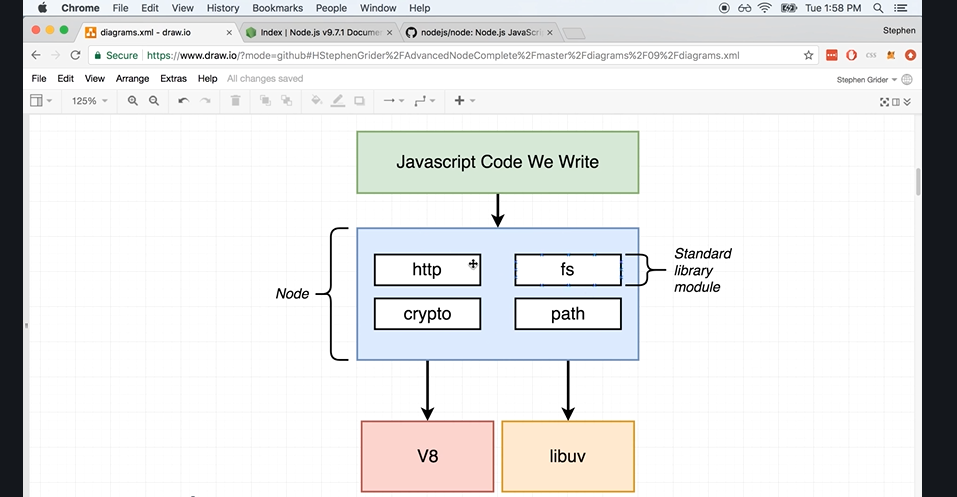 Chrome File Edit View History Bookmarks People Window Help Tue 1:58 PM
diagrams.xml - draw.io Index | Node.js v9.7.1 Documen nodejs/node: Node.js JavaScri Stephen
Secure https://www.draw.io/?mode=github#HStephenGrider%2FAdvancedNodeComplete%2Fmaster%2Fdiagrams%2F09%2Fdiagrams.xml css
File Edit View Arrange Extras Help All changes saved Stephen Grider
125%
Javascript Code We Write
Node
http
fs
crypto
path
Standard
library
module
V8
libuv